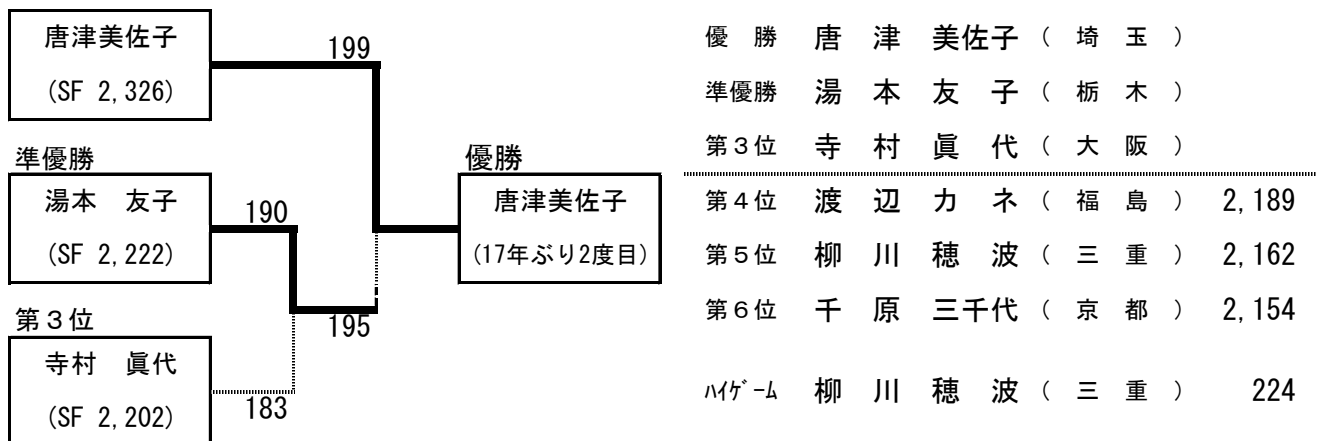 唐津美佐子
(SF 2,326)
199
準優勝
湯本 友子
(SF 2,222)
190
第３位
寺村 眞代
(SF 2,202)
183
195
優勝
唐津美佐子
(17年ぶり2度目)
優 勝 唐 津 美佐子 ( 埼 玉 )
準優勝 湯 本 友 子 ( 栃 木 )
第３位 寺 村 眞 代 ( 大 阪 )
第４位 渡 辺 カ ネ ( 福 島 ) 2,189
第５位 柳 川 穂 波 ( 三 重 ) 2,162
第６位 千 原 三千代 ( 京 都 ) 2,154
ﾊｲｹﾞｰﾑ 柳 川 穂 波 ( 三 重 ) 224